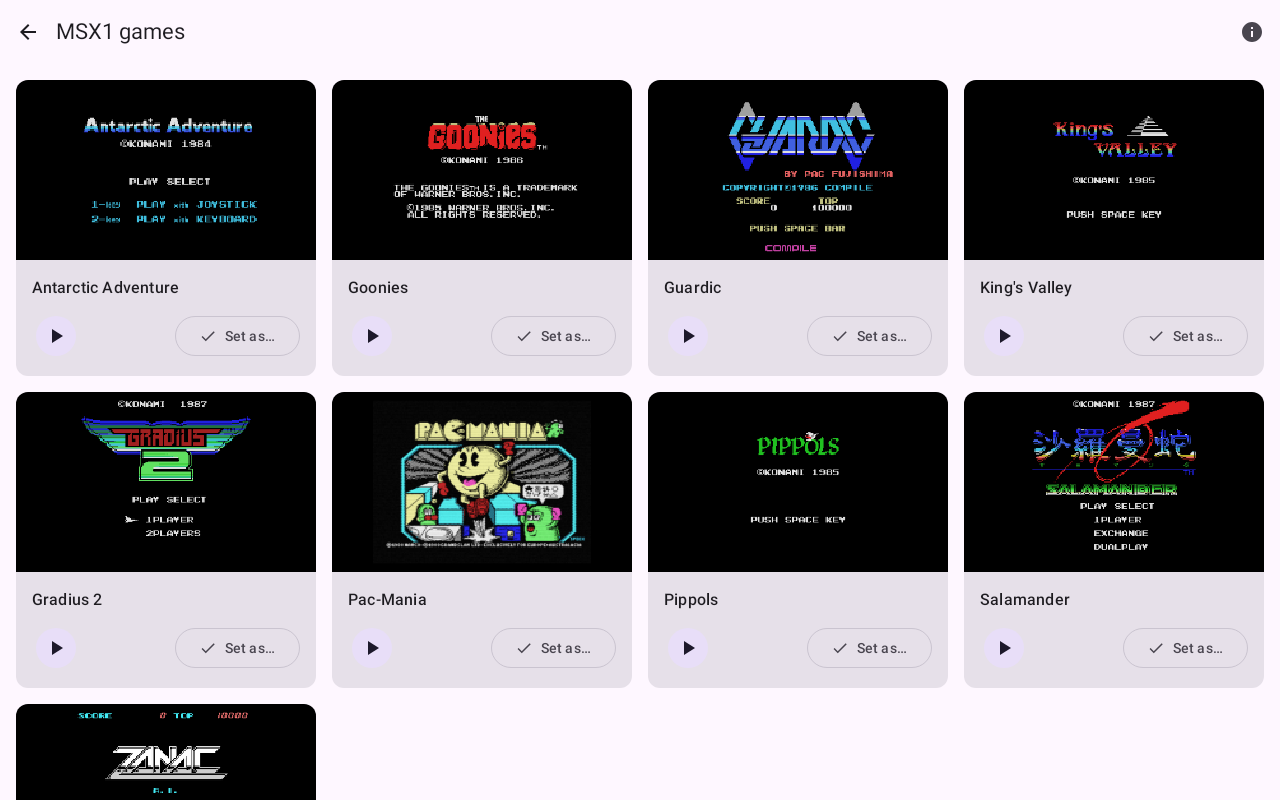 MSX1 games
Antarctic Adventure
©KONAMI 1984
PLAY SELECT
1-key PLAY with JOYSTICK
2-key PLAY with KEYBOARD
THE
GOONIES TM
©KONAMI 1986
THE GOONIES TM IS A TRADEMARK
OF WARNER BROS. INC.
©1985 WARNER BROS. INC.
ALL RIGHTS RESERVED.
GUARDIC
BY PAC FUJISHIMA
COPYRIGHT©1986 COMPILE
SCORE TOP
0 100000
PUSH SPACE BAR
COMPILE
King's
VALLEY
©KONAMI 1985
PUSH SPACE KEY
Antarctic Adventure
Goonies
Guardic
King's Valley
Set as…
Set as…
Set as…
Set as…
©KONAMI 1987
GRADIUS
2
PLAY SELECT
1PLAYER
2PLAYERS
PAC-MANIA
PIPPOLS
©KONAMI 1985
PUSH SPACE KEY
©KONAMI 1987
沙羅曼蛇
SALAMANDER
PLAY SELECT
1PLAYER
EXCHANGE
DUALPLAY
Gradius 2
Pac-Mania
Pippols
Salamander
Set as…
Set as…
Set as…
Set as…
SCORE 0 TOP 10000
ZANAC
A.I.